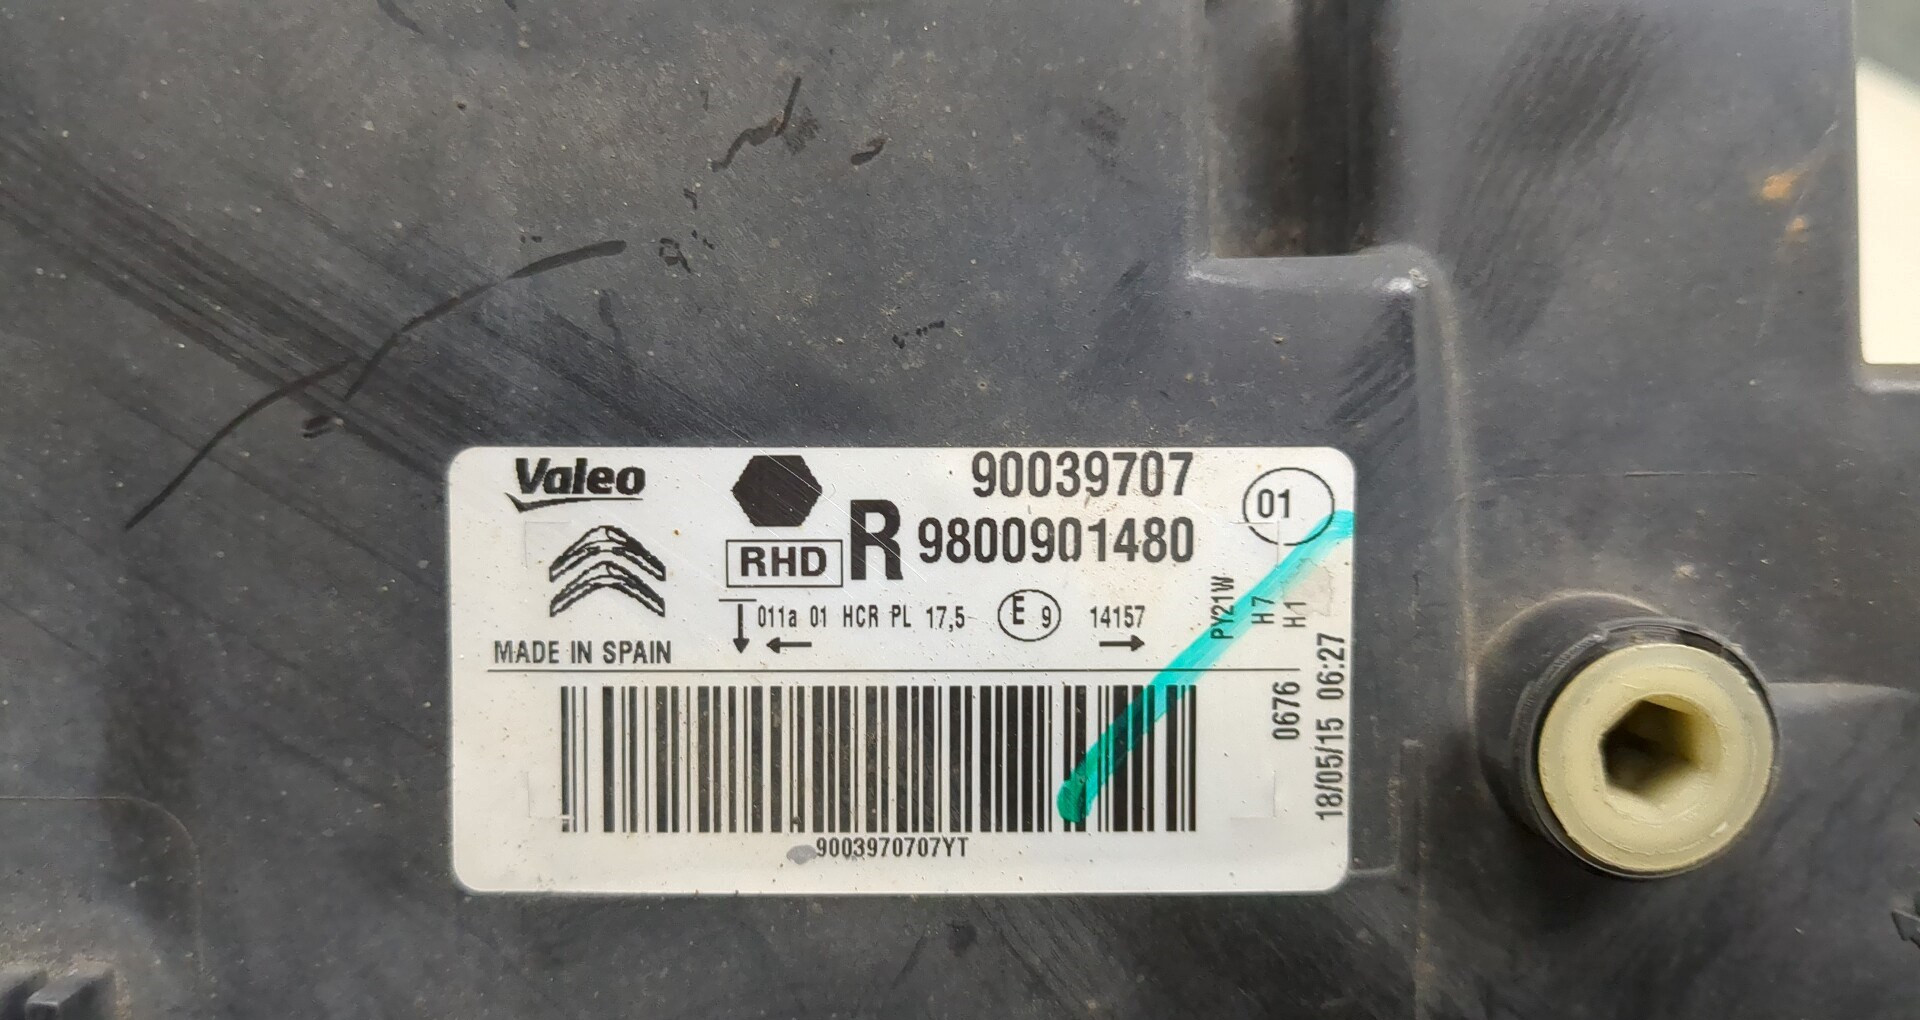 Valeo
90039707
01
RHD
R
9800901480
011a 01 HCR PL 17,5
E 9
14157
PY21W
H7
H1
MADE IN SPAIN
0676
18/05/15 06:27
9003970707YT